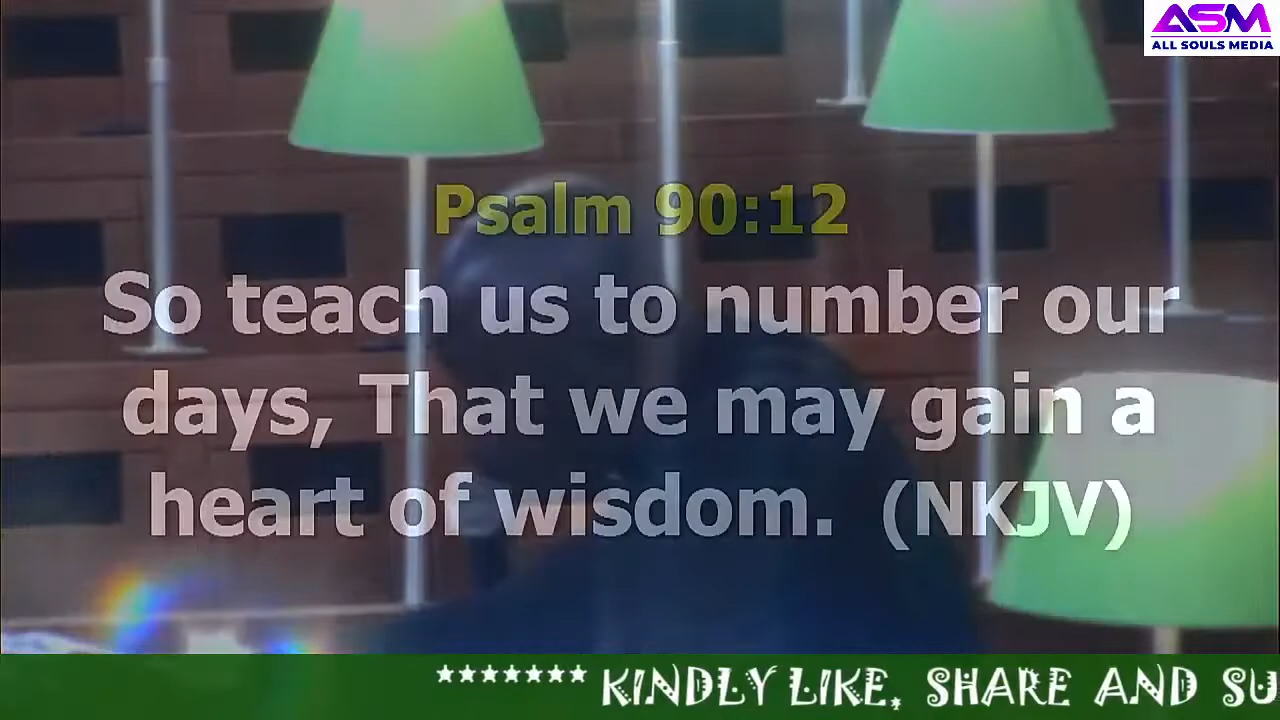 ASM
ALL SOULS MEDIA
Psalm 90:12
So teach us to number our
days, That we may gain a
heart of wisdom. (NKJV)
******* KINDLY LIKE, SHARE AND SU